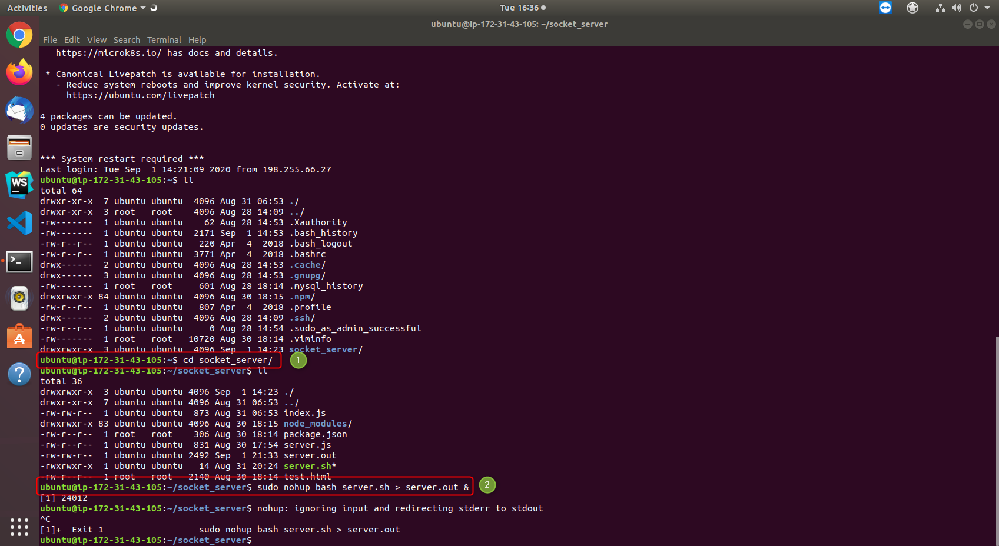 Activities Google Chrome Tue 16:36
ubuntu@ip-172-31-43-105: ~/socket_server
File Edit View Search Terminal Help
https://microk8s.io/ has docs and details.
* Canonical Livepatch is available for installation.
- Reduce system reboots and improve kernel security. Activate at:
https://ubuntu.com/livepatch
4 packages can be updated.
0 updates are security updates.
*** System restart required ***
Last login: Tue Sep  1 14:21:09 2020 from 198.255.66.27
ubuntu@ip-172-31-43-105:~$ ll
total 64
drwxr-xr-x  7 ubuntu ubuntu  4096 Aug 31 06:53 ./
drwxr-xr-x  3 root   root    4096 Aug 28 14:09 ../
-rw-------  1 ubuntu ubuntu    62 Aug 28 14:53 .Xauthority
-rw-------  1 ubuntu ubuntu  2171 Sep  1 14:53 .bash_history
-rw-r--r--  1 ubuntu ubuntu   220 Apr  4  2018 .bash_logout
-rw-r--r--  1 ubuntu ubuntu  3771 Apr  4  2018 .bashrc
drwx------  2 ubuntu ubuntu  4096 Aug 28 14:53 .cache/
drwx------  3 ubuntu ubuntu  4096 Aug 28 14:53 .gnupg/
-rw-------  1 root   root     601 Aug 28 18:14 .mysql_history
drwxrwxr-x 84 ubuntu ubuntu  4096 Aug 30 18:15 .npm/
-rw-r--r--  1 ubuntu ubuntu   807 Apr  4  2018 .profile
drwx------  2 ubuntu ubuntu  4096 Aug 28 14:09 .ssh/
-rw-r--r--  1 ubuntu ubuntu     0 Aug 28 14:54 .sudo_as_admin_successful
-rw-------  1 root   root   10720 Aug 30 18:14 .viminfo
drwxrwxr-x  3 ubuntu ubuntu  4096 Sep  1 14:23 socket_server/
ubuntu@ip-172-31-43-105:~$ cd socket_server/ 1
ubuntu@ip-172-31-43-105:~/socket_server$ ll
total 36
drwxrwxr-x  3 ubuntu ubuntu 4096 Sep  1 14:23 ./
drwxr-xr-x  7 ubuntu ubuntu 4096 Aug 31 06:53 ../
-rw-rw-r--  1 ubuntu ubuntu  873 Aug 31 06:53 index.js
drwxrwxr-x 83 ubuntu ubuntu 4096 Aug 30 18:15 node_modules/
-rw-r--r--  1 root   root    306 Aug 30 18:14 package.json
-rw-r--r--  1 ubuntu ubuntu  831 Aug 30 17:54 server.js
-rw-rw-r--  1 ubuntu ubuntu 2492 Sep  1 21:33 server.out
-rwxrwxr-x  1 ubuntu ubuntu   14 Aug 31 20:24 server.sh*
-rw-r--r--  1 root   root   2140 Aug 30 18:14 test.html
ubuntu@ip-172-31-43-105:~/socket_server$ sudo nohup bash server.sh > server.out & 2
[1] 24012
ubuntu@ip-172-31-43-105:~/socket_server$ nohup: ignoring input and redirecting stderr to stdout
^C
[1]+  Exit 1                  sudo nohup bash server.sh > server.out
ubuntu@ip-172-31-43-105:~/socket_server$
WS